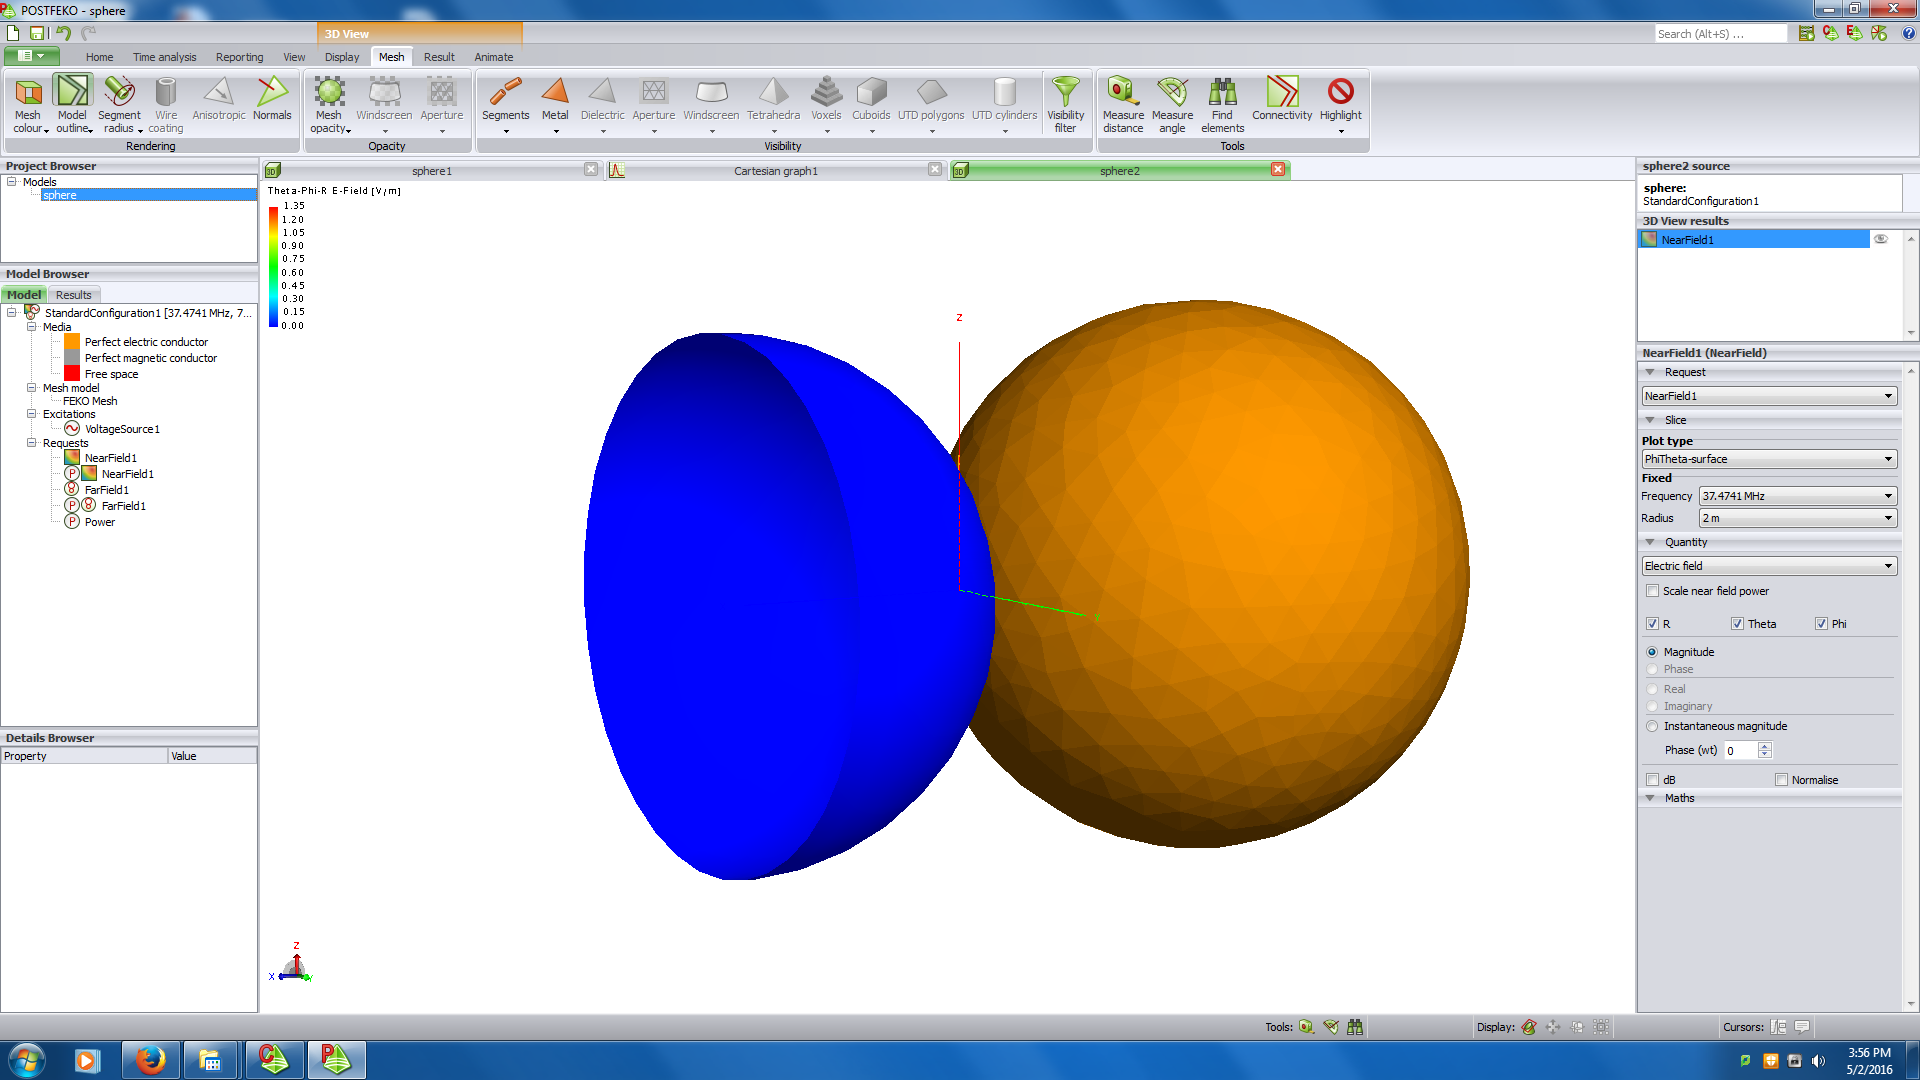 POSTFEKO - sphere
3D View
Search (Alt+S) ...
Home Time analysis Reporting View Display Mesh Result Animate
Mesh colour Model outline Segment radius Wire coating Anisotropic Normals
Mesh opacity Windscreen Aperture
Segments Metal Dielectric Aperture Windscreen Tetrahedra Voxels Cuboids UTD polygons UTD cylinders Visibility filter
Measure distance Measure angle Find elements Connectivity Highlight
Rendering Opacity Visibility Tools
Project Browser
Models
sphere
Model Browser
Model Results
StandardConfiguration1 [37.4741 MHz, 7...
Media
Perfect electric conductor
Perfect magnetic conductor
Free space
Mesh model
FEKO Mesh
Excitations
VoltageSource1
Requests
NearField1
P NearField1
FarField1
P FarField1
P Power
Details Browser
Property Value
3D sphere1 Cartesian graph1 3D sphere2
Theta-Phi-R E-Field [V/m]
1.35
1.20
1.05
0.90
0.75
0.60
0.45
0.30
0.15
0.00
Z
Y
Z
X Y
sphere2 source
sphere:
StandardConfiguration1
3D View results
NearField1
NearField1 (NearField)
Request
NearField1
Slice
Plot type
PhiTheta-surface
Fixed
Frequency 37.4741 MHz
Radius 2 m
Quantity
Electric field
Scale near field power
R Theta Phi
Magnitude
Phase
Real
Imaginary
Instantaneous magnitude
Phase (wt) 0
dB Normalise
Maths
Tools: Display: Cursors:
3:56 PM
5/2/2016